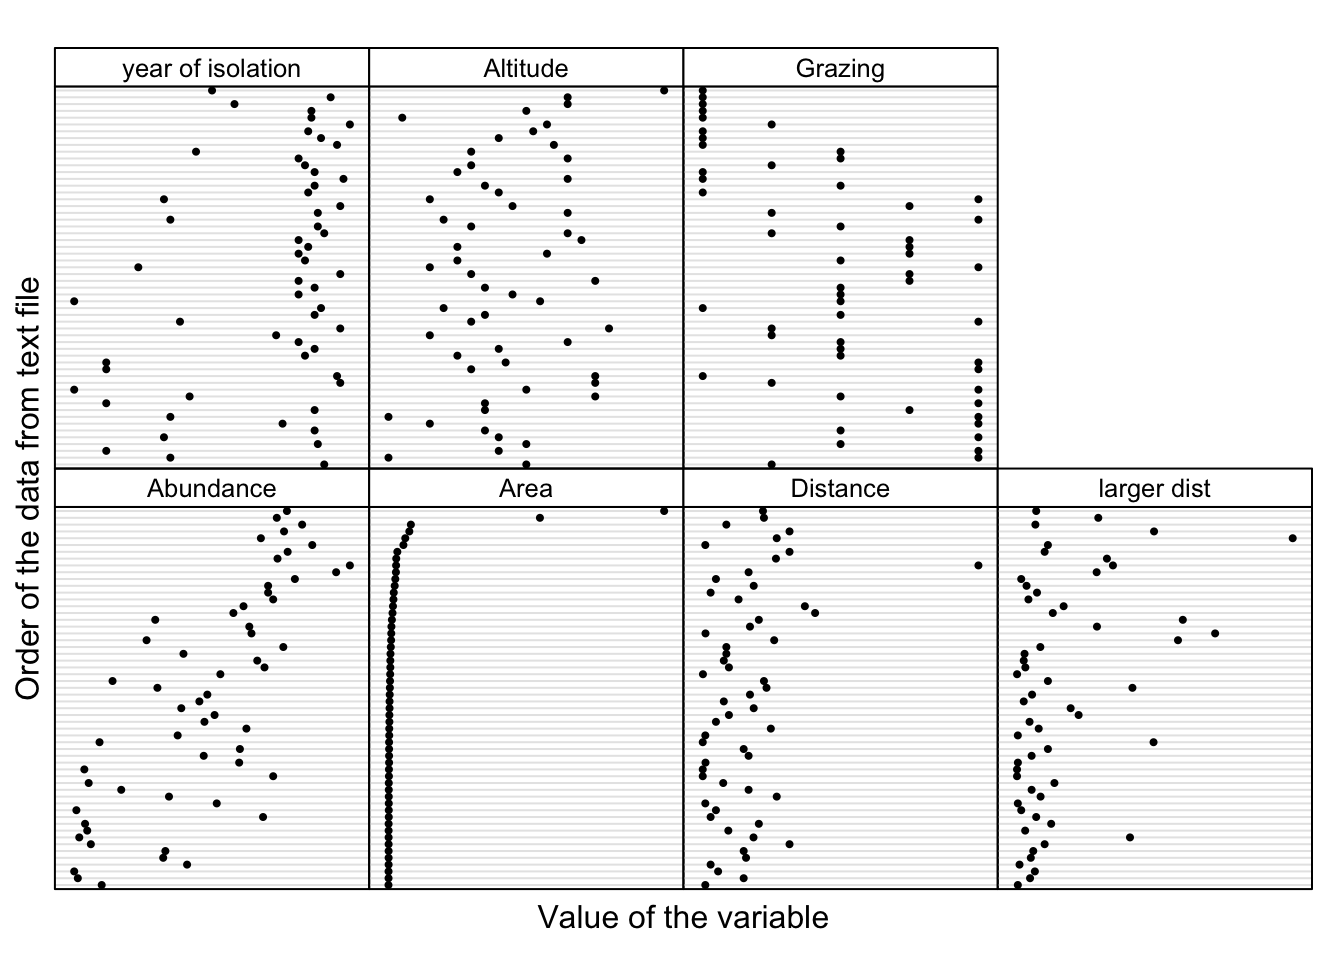 year of isolation
Altitude
Grazing
Order of the data from text file
Abundance
Area
Distance
larger dist
Value of the variable